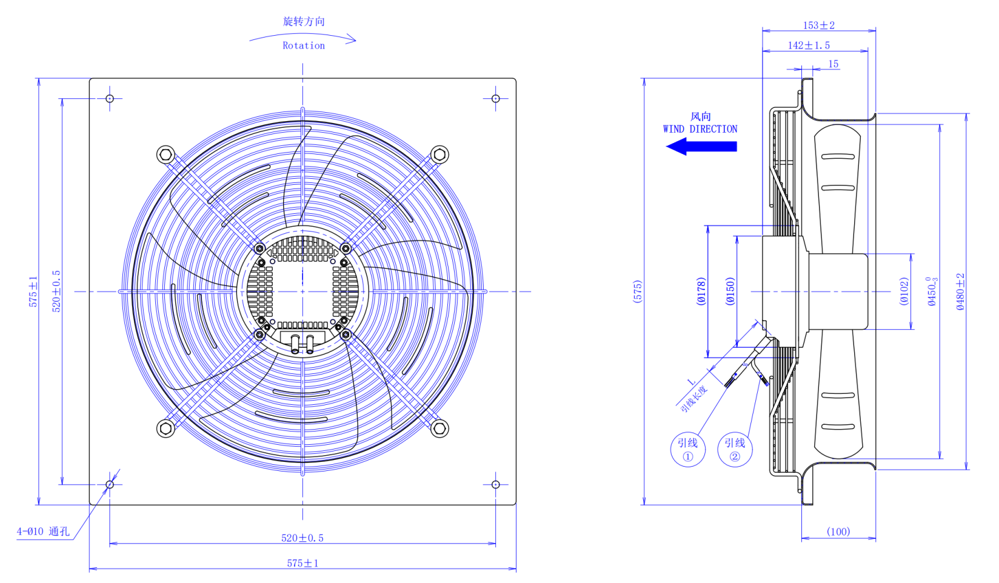 旋转方向
Rotation
575±1
520±0.5
4-Ø10 通孔
520±0.5
575±1
153±2
142±1.5
15
风向
WIND DIRECTION
(575)
(Ø178)
(Ø150)
(Ø102)
Ø450 0 -3
Ø480±2
L
引线长度
引线
①
引线
②
(100)